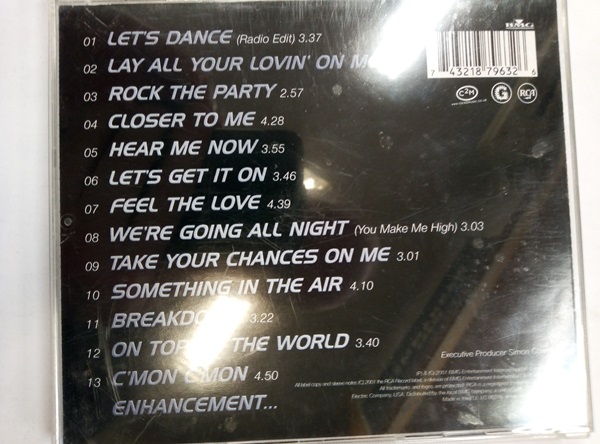 BMG
01 LET'S DANCE (Radio Edit) 3.37
02 LAY ALL YOUR LOVIN' ON
7 43218 79632
03 ROCK THE PARTY 2.57
C2M G RCA
04 CLOSER TO ME 4.28
05 HEAR ME NOW 3.55
06 LET'S GET IT ON 3.46
07 FEEL THE LOVE 4.39
08 WE'RE GOING ALL NIGHT (You Make Me High) 3.03
09 TAKE YOUR CHANCES ON ME 3.01
10 SOMETHING IN THE AIR 4.10
11 3.22
12 ON THE WORLD 3.40
Executive Producer Simon
13 C'MON C'MON 4.50
ENHANCEMENT...